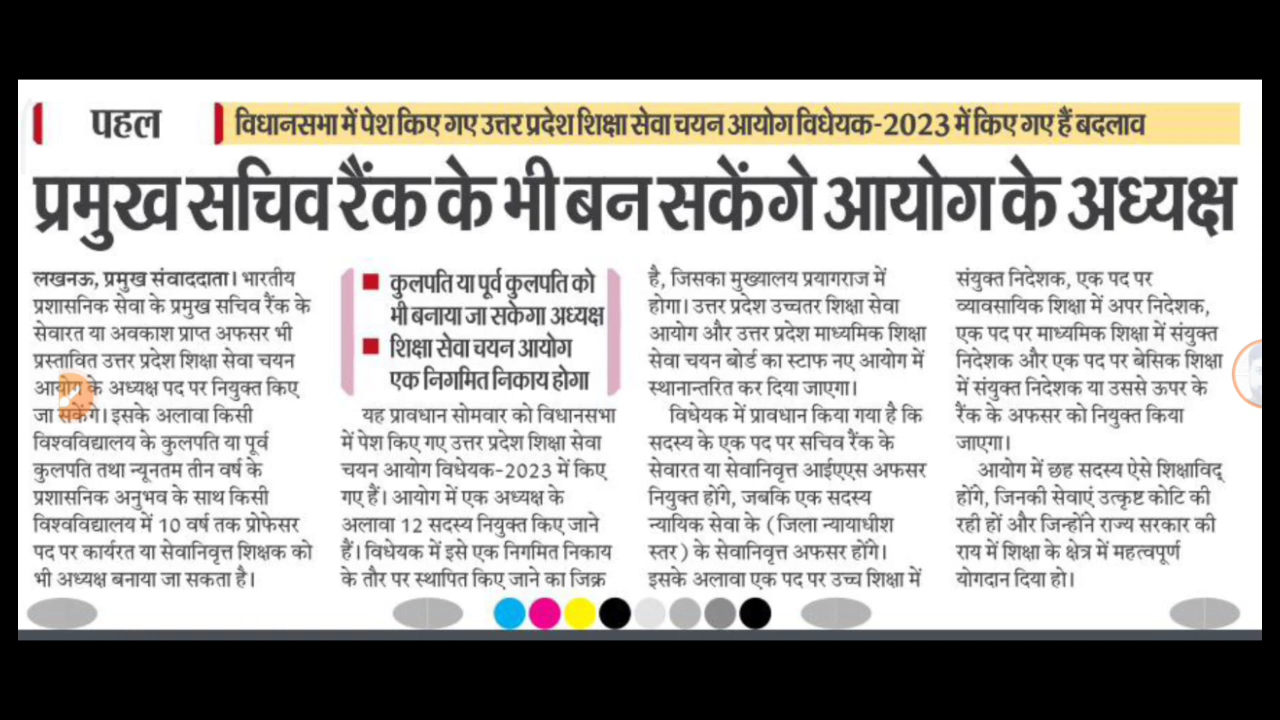 पहल
विधानसभा में पेश किए गए उत्तर प्रदेश शिक्षा सेवा चयन आयोग विधेयक-2023 में किए गए हैं बदलाव
प्रमुख सचिव रैंक के भी बन सकेंगे आयोग के अध्यक्ष
लखनऊ, प्रमुख संवाददाता। भारतीय
प्रशासनिक सेवा के प्रमुख सचिव रैंक के
सेवारत या अवकाश प्राप्त अफसर भी
प्रस्तावित उत्तर प्रदेश शिक्षा सेवा चयन
आयोग के अध्यक्ष पद पर नियुक्त किए
जा सकेंगे। इसके अलावा किसी
विश्वविद्यालय के कुलपति या पूर्व
कुलपति तथा न्यूनतम तीन वर्ष के
प्रशासनिक अनुभव के साथ किसी
विश्वविद्यालय में 10 वर्ष तक प्रोफेसर
पद पर कार्यरत या सेवानिवृत्त शिक्षक को
भी अध्यक्ष बनाया जा सकता है।
कुलपति या पूर्व कुलपति को
भी बनाया जा सकेगा अध्यक्ष
शिक्षा सेवा चयन आयोग
एक निगमित निकाय होगा
यह प्रावधान सोमवार को विधानसभा
में पेश किए गए उत्तर प्रदेश शिक्षा सेवा
चयन आयोग विधेयक-2023 में किए
गए हैं। आयोग में एक अध्यक्ष के
अलावा 12 सदस्य नियुक्त किए जाने
हैं। विधेयक में इसे एक निगमित निकाय
के तौर पर स्थापित किए जाने का जिक्र
है, जिसका मुख्यालय प्रयागराज में
होगा। उत्तर प्रदेश उच्चतर शिक्षा सेवा
आयोग और उत्तर प्रदेश माध्यमिक शिक्षा
सेवा चयन बोर्ड का स्टाफ नए आयोग में
स्थानान्तरित कर दिया जाएगा।
विधेयक में प्रावधान किया गया है कि
सदस्य के एक पद पर सचिव रैंक के
सेवारत या सेवानिवृत्त आईएएस अफसर
नियुक्त होंगे, जबकि एक सदस्य
न्यायिक सेवा के (जिला न्यायाधीश
स्तर) के सेवानिवृत्त अफसर होंगे।
इसके अलावा एक पद पर उच्च शिक्षा में
संयुक्त निदेशक, एक पद पर
व्यावसायिक शिक्षा में अपर निदेशक,
एक पद पर माध्यमिक शिक्षा में संयुक्त
निदेशक और एक पद पर बेसिक शिक्षा
में संयुक्त निदेशक या उससे ऊपर के
रैंक के अफसर को नियुक्त किया
जाएगा।
आयोग में छह सदस्य ऐसे शिक्षाविद्
होंगे, जिनकी सेवाएं उत्कृष्ट कोटि की
रही हों और जिन्होंने राज्य सरकार की
राय में शिक्षा के क्षेत्र में महत्वपूर्ण
योगदान दिया हो।